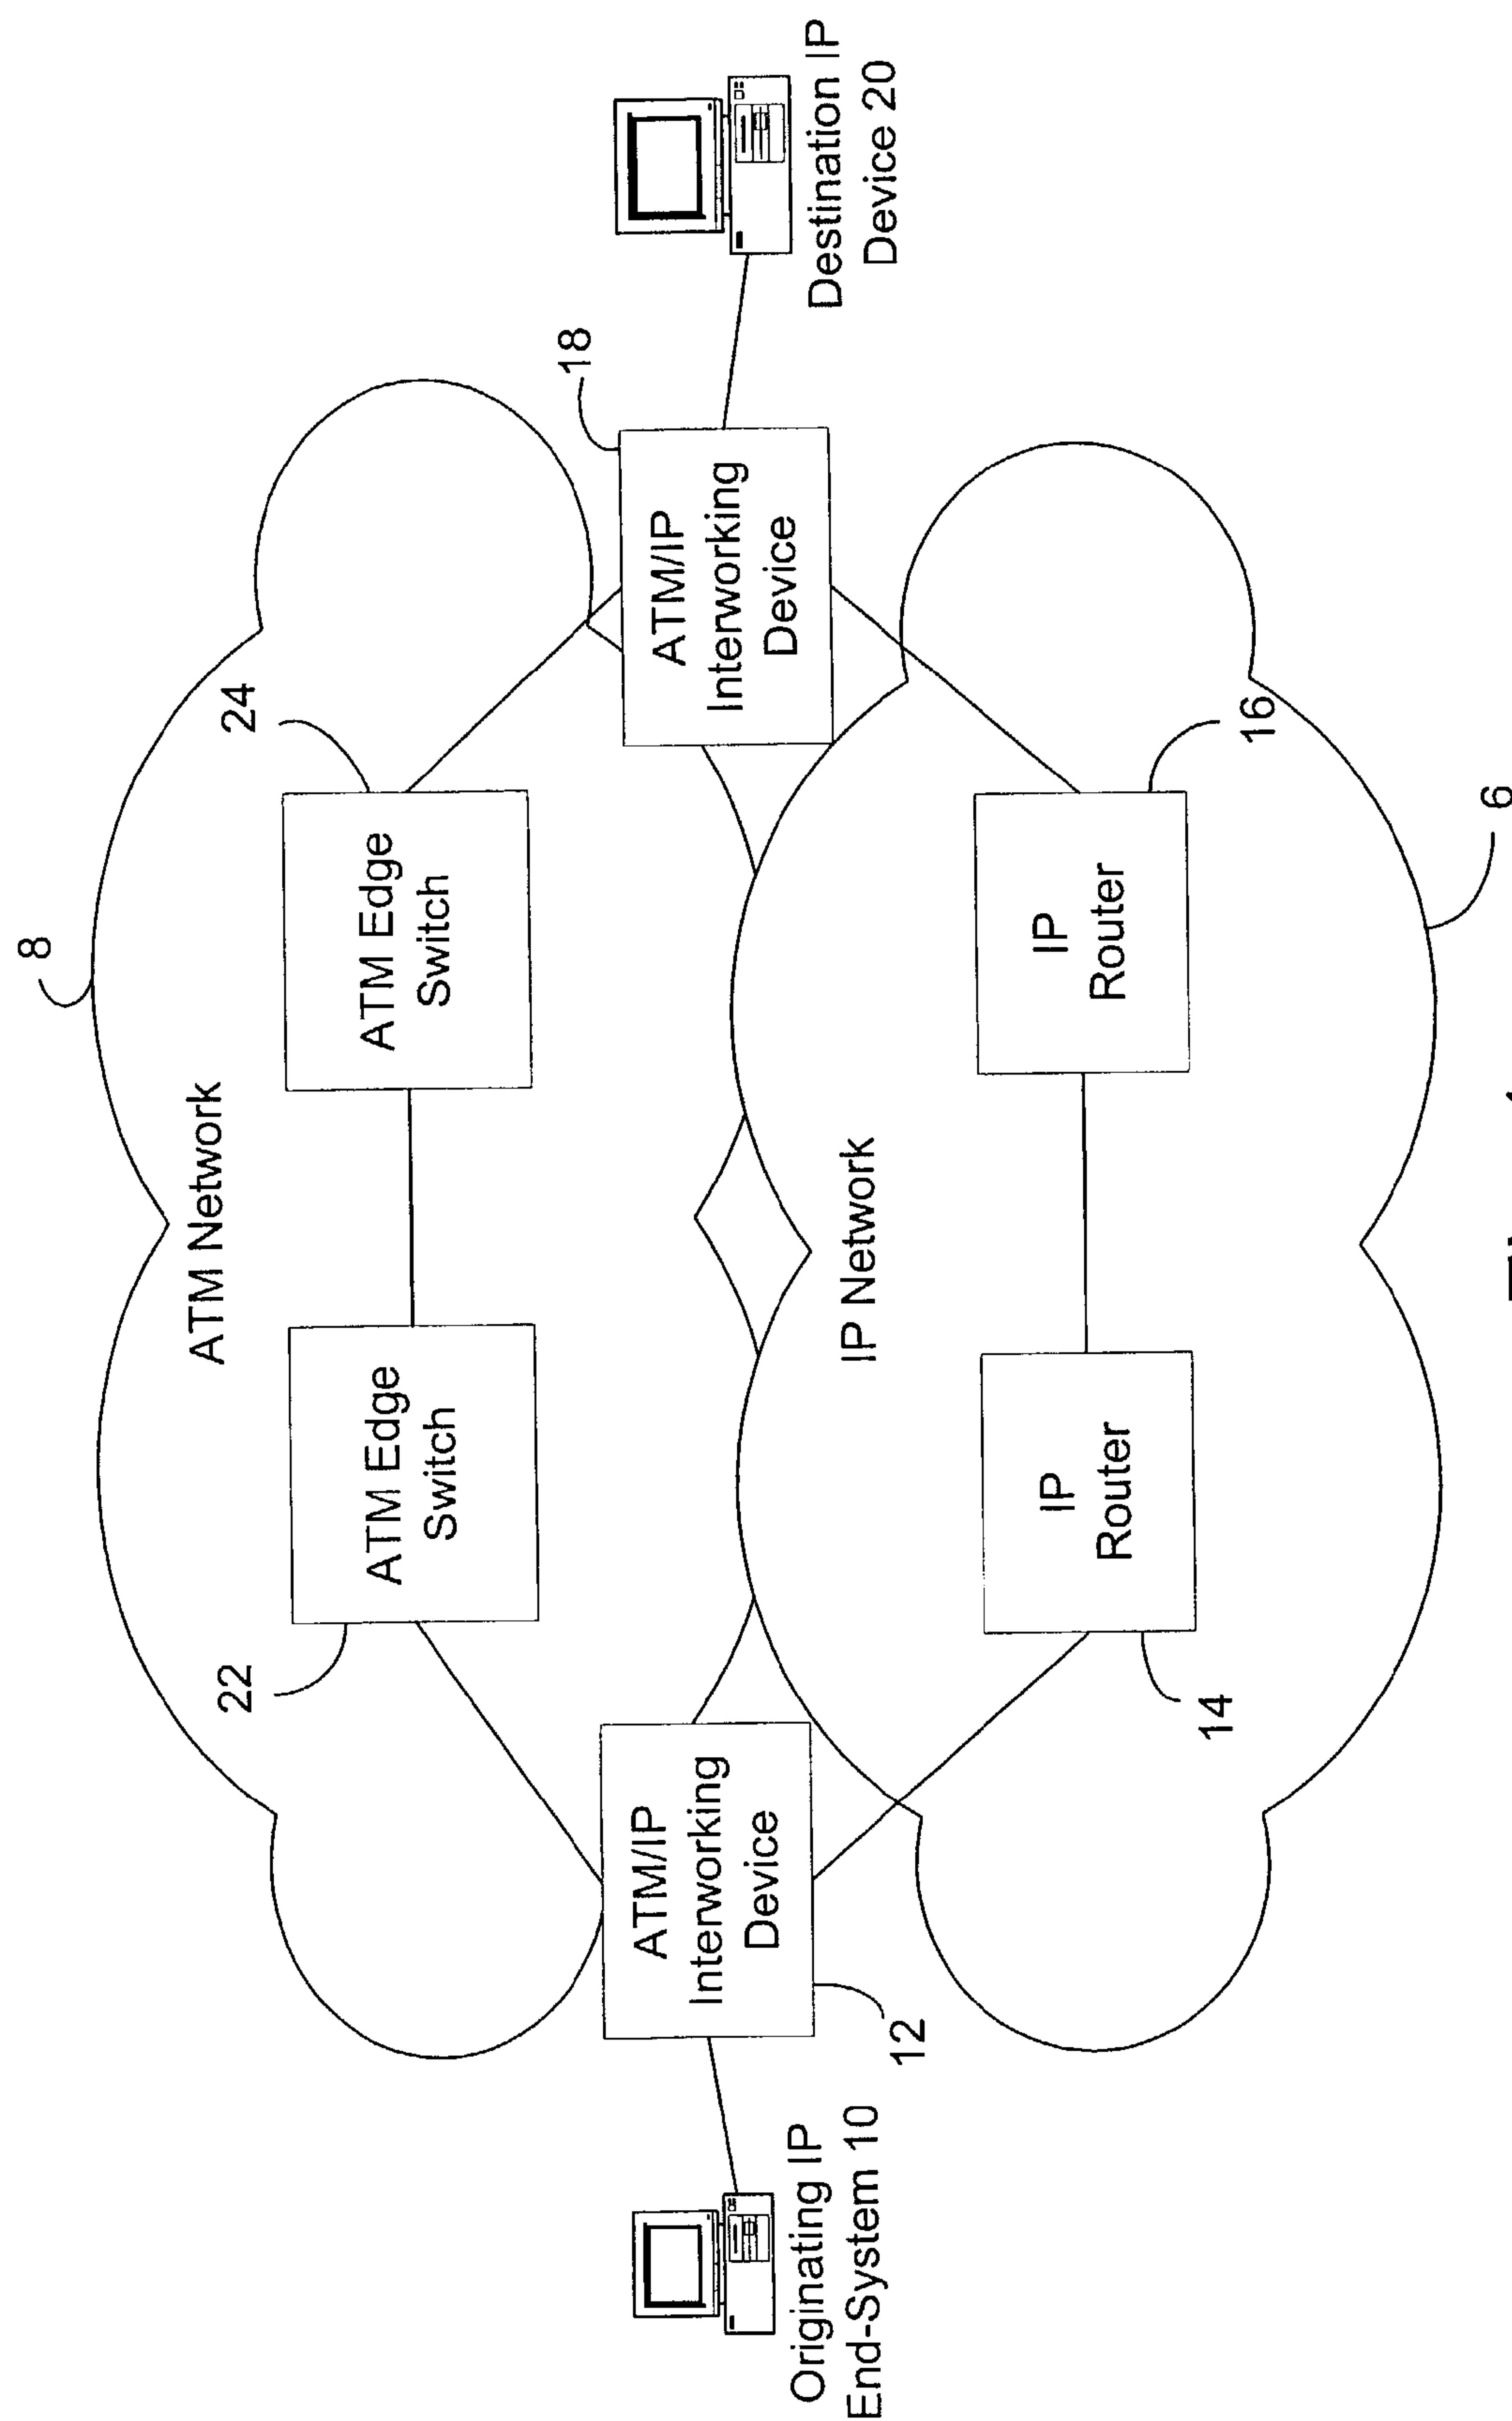 8
ATM Network
24
ATM Edge
Switch
22
ATM Edge
Switch
18
ATM/IP
Interworking
Device
Destination IP
Device 20
ATM/IP
Interworking
Device
12
Originating IP
End-System 10
IP Network
IP
Router
14
IP
Router
16
6